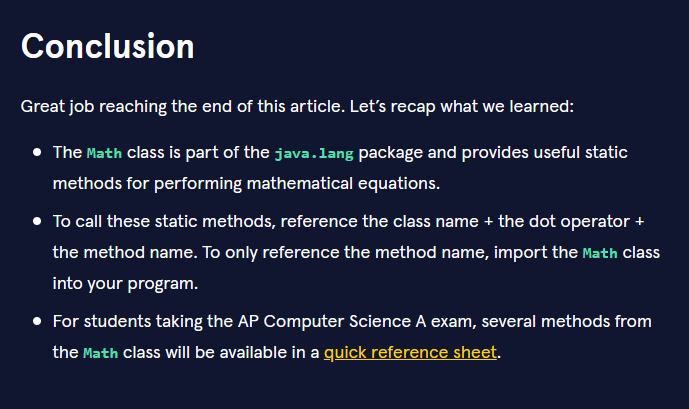 Conclusion
Great job reaching the end of this article. Let’s recap what we learned:
• The Math class is part of the java.lang package and provides useful static
methods for performing mathematical equations.
• To call these static methods, reference the class name + the dot operator +
the method name. To only reference the method name, import the Math class
into your program.
• For students taking the AP Computer Science A exam, several methods from
the Math class will be available in a quick reference sheet.